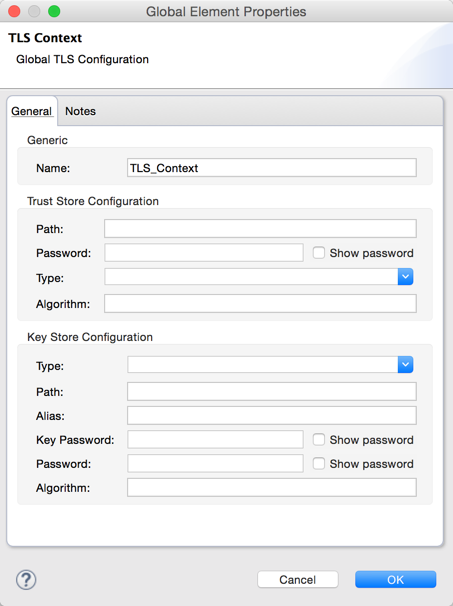 Global Element Properties
TLS Context
Global TLS Configuration
General Notes
Generic
Name: TLS_Context
Trust Store Configuration
Path:
Password: Show password
Type:
Algorithm:
Key Store Configuration
Type:
Path:
Alias:
Key Password: Show password
Password: Show password
Algorithm:
? Cancel OK